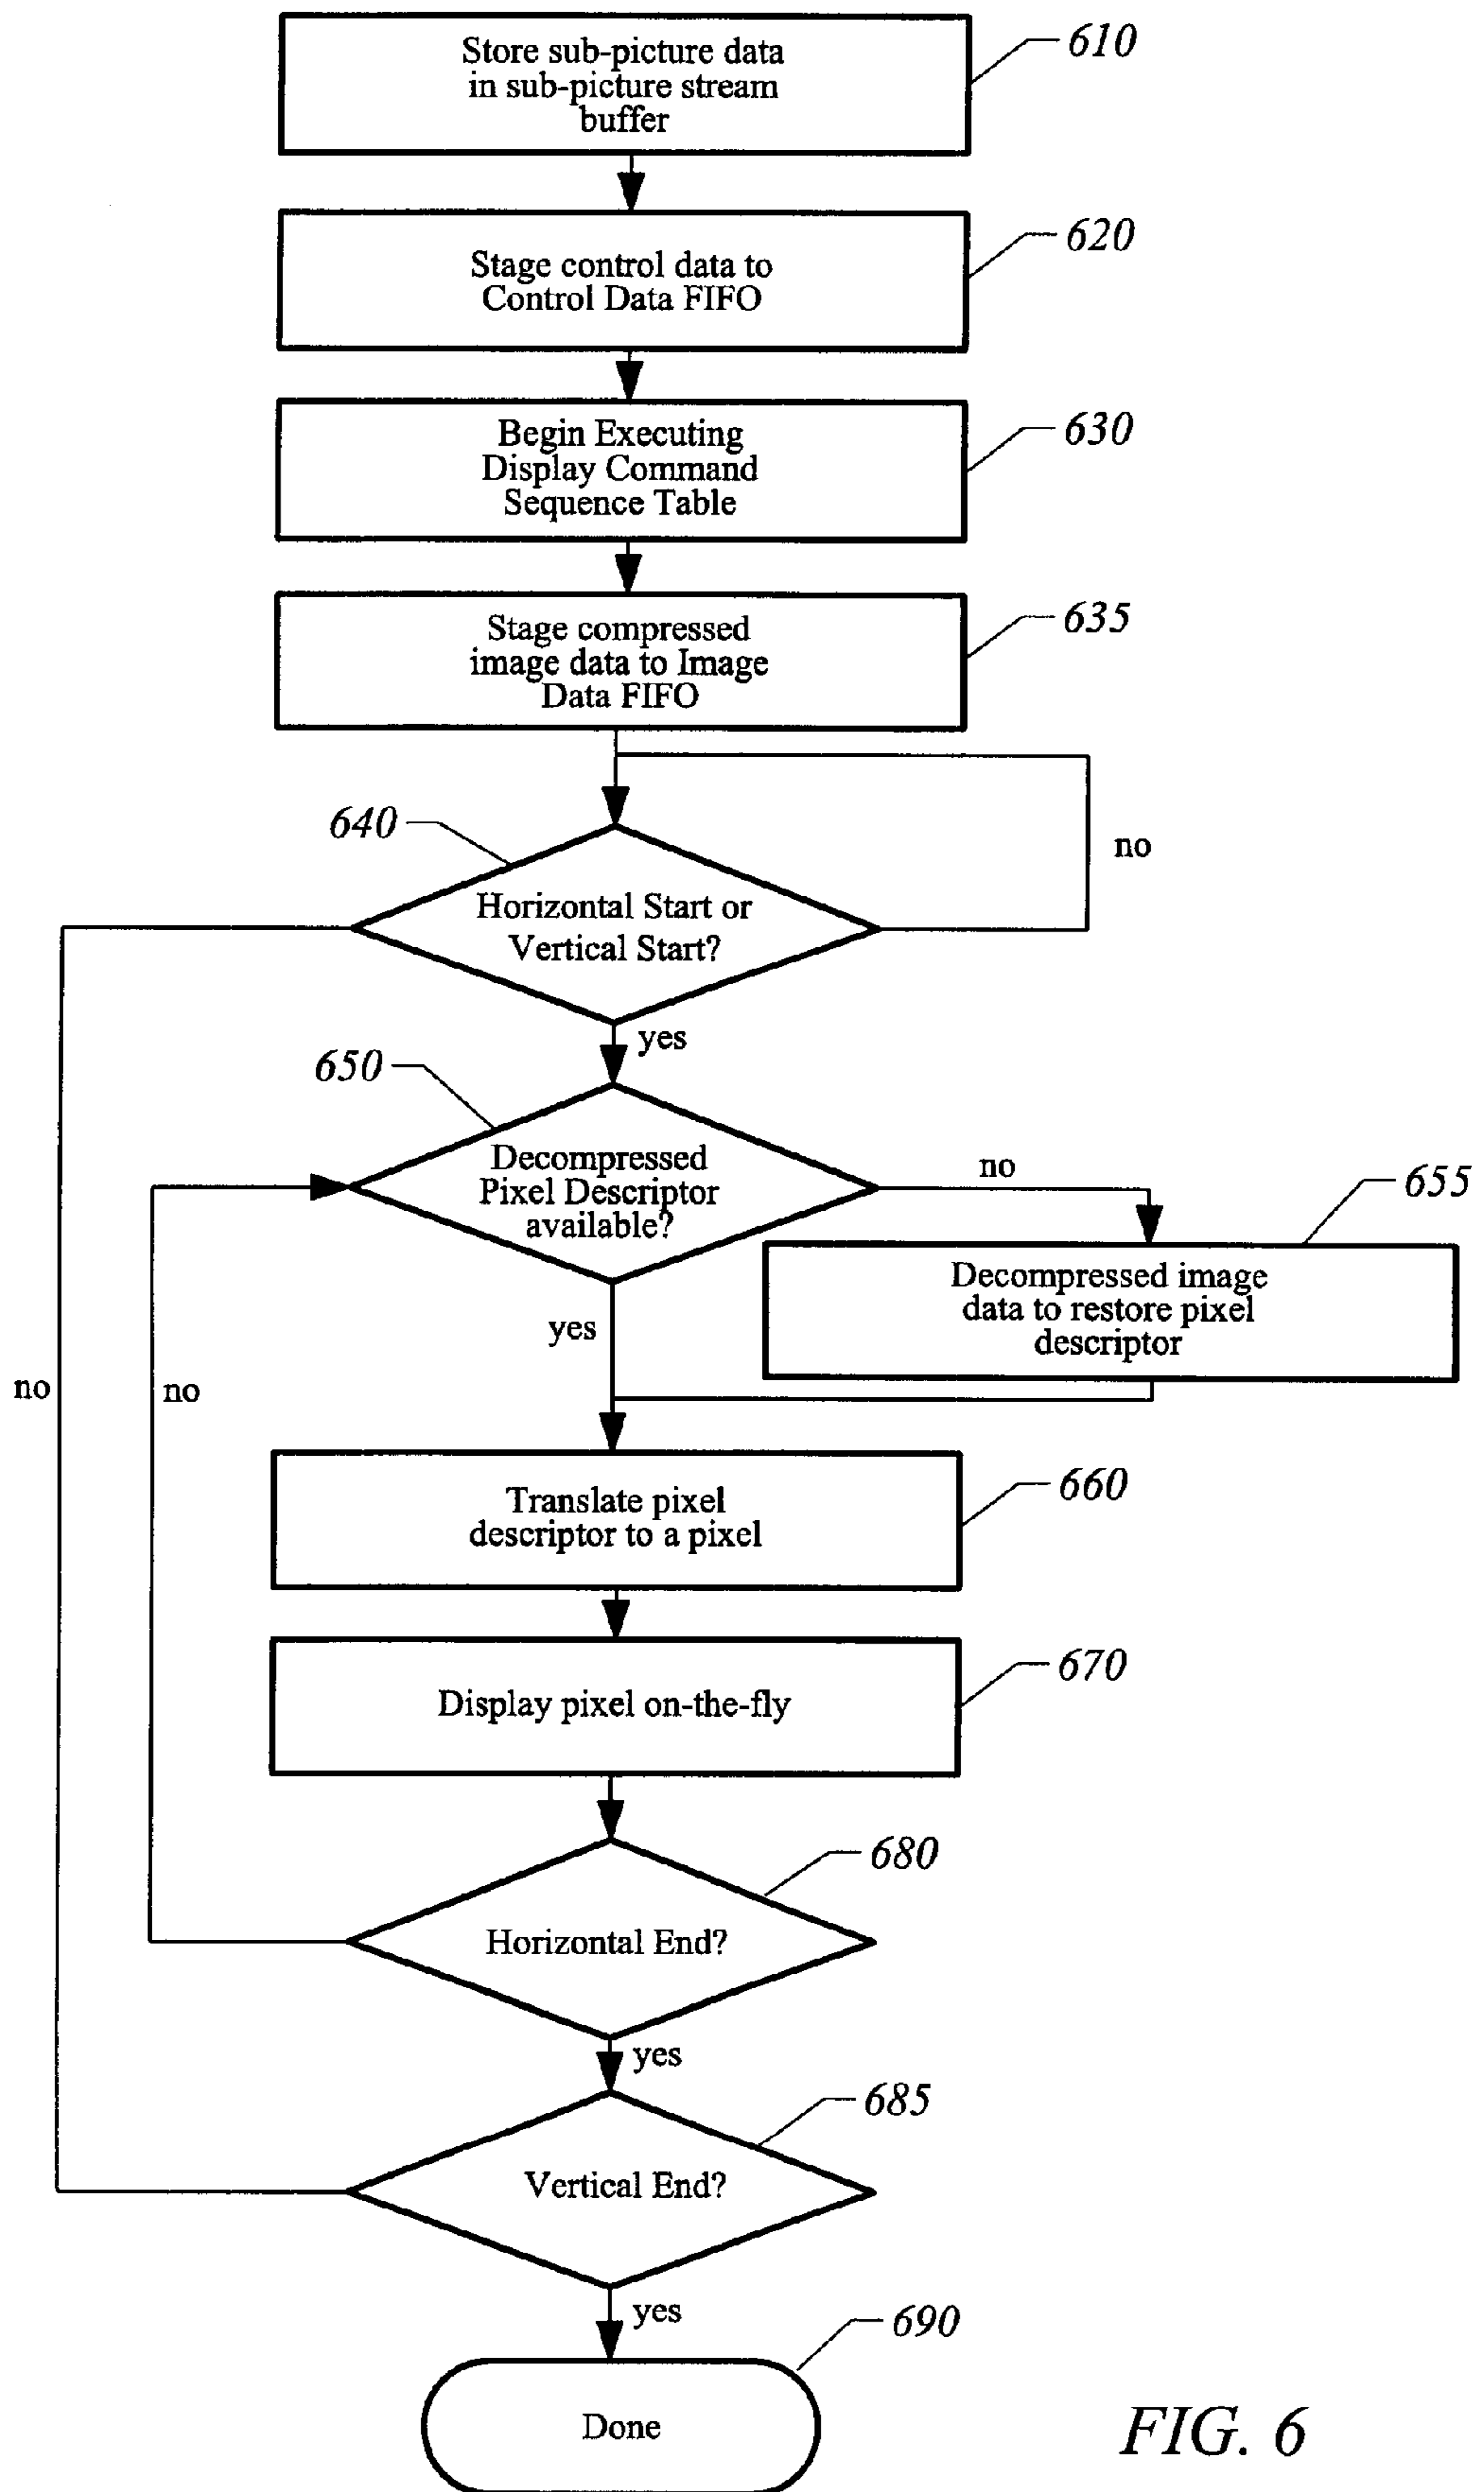 Store sub-picture data
in sub-picture stream
buffer
610
Stage control data to
Control Data FIFO
620
Begin Executing
Display Command
Sequence Table
630
Stage compressed
image data to Image
Data FIFO
635
640
no
Horizontal Start or
Vertical Start?
yes
650
Decompressed
Pixel Descriptor
available?
no
655
Decompressed image
data to restore pixel
descriptor
yes
no
no
Translate pixel
descriptor to a pixel
660
Display pixel on-the-fly
670
680
Horizontal End?
yes
685
Vertical End?
yes
690
Done
FIG. 6